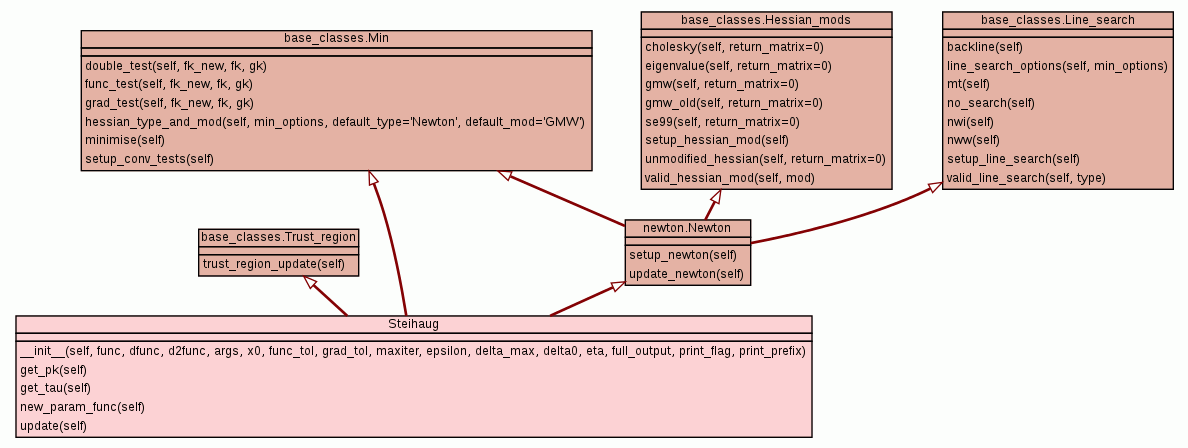 base_classes.Min
double_test(self, fk_new, fk, gk)
func_test(self, fk_new, fk, gk)
grad_test(self, fk_new, fk, gk)
hessian_type_and_mod(self, min_options, default_type='Newton', default_mod='GMW')
minimise(self)
setup_conv_tests(self)
base_classes.Hessian_mods
cholesky(self, return_matrix=0)
eigenvalue(self, return_matrix=0)
gmw(self, return_matrix=0)
gmw_old(self, return_matrix=0)
se99(self, return_matrix=0)
setup_hessian_mod(self)
unmodified_hessian(self, return_matrix=0)
valid_hessian_mod(self, mod)
base_classes.Line_search
backline(self)
line_search_options(self, min_options)
mt(self)
no_search(self)
nwi(self)
nww(self)
setup_line_search(self)
valid_line_search(self, type)
base_classes.Trust_region
trust_region_update(self)
newton.Newton
setup_newton(self)
update_newton(self)
Steihaug
__init__(self, func, dfunc, d2func, args, x0, func_tol, grad_tol, maxiter, epsilon, delta_max, delta0, eta, full_output, print_flag, print_prefix)
get_pk(self)
get_tau(self)
new_param_func(self)
update(self)